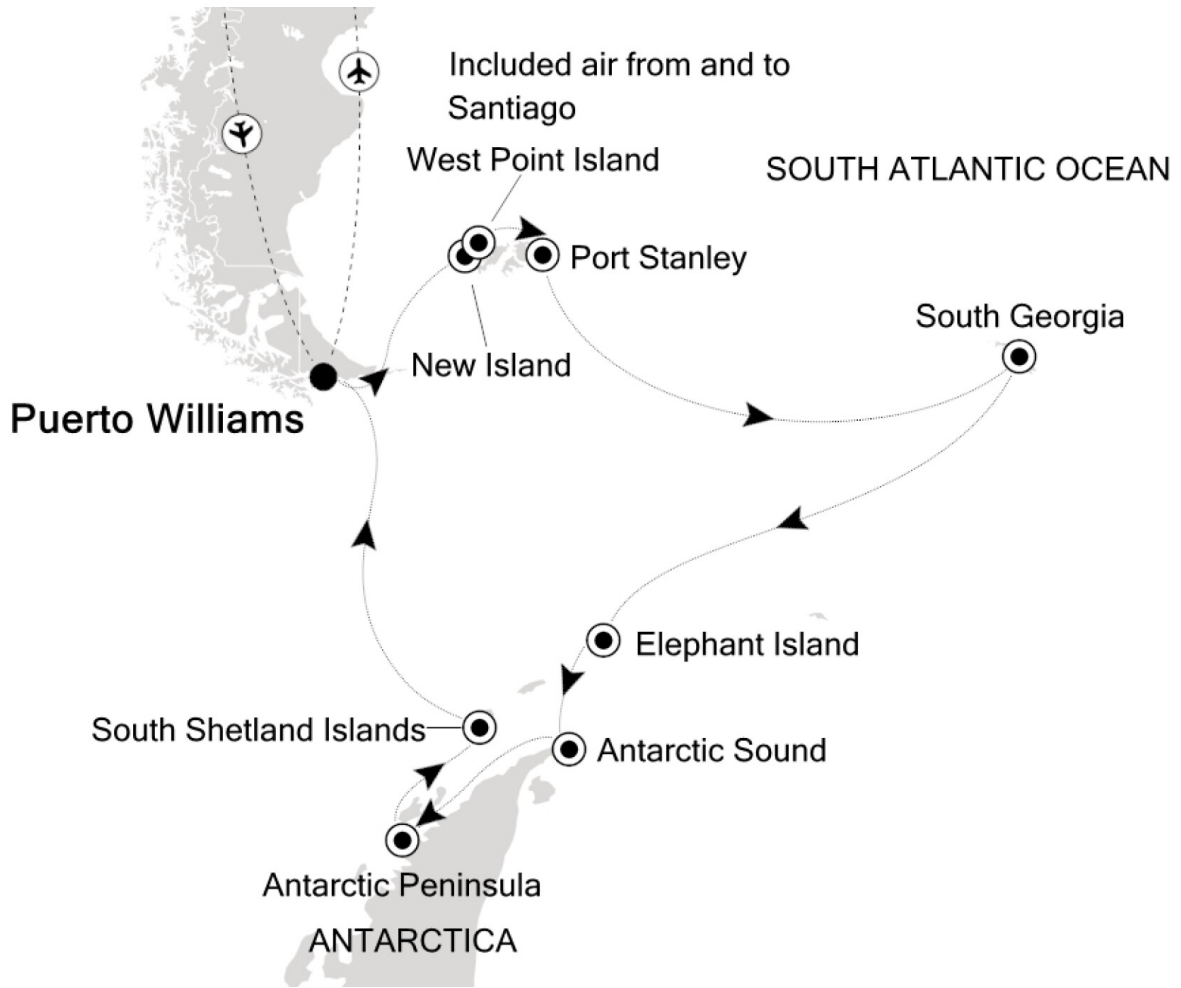 Included air from and to
Santiago
West Point Island
SOUTH ATLANTIC OCEAN
Port Stanley
South Georgia
New Island
Puerto Williams
Elephant Island
South Shetland Islands
Antarctic Sound
Antarctic Peninsula
ANTARCTICA